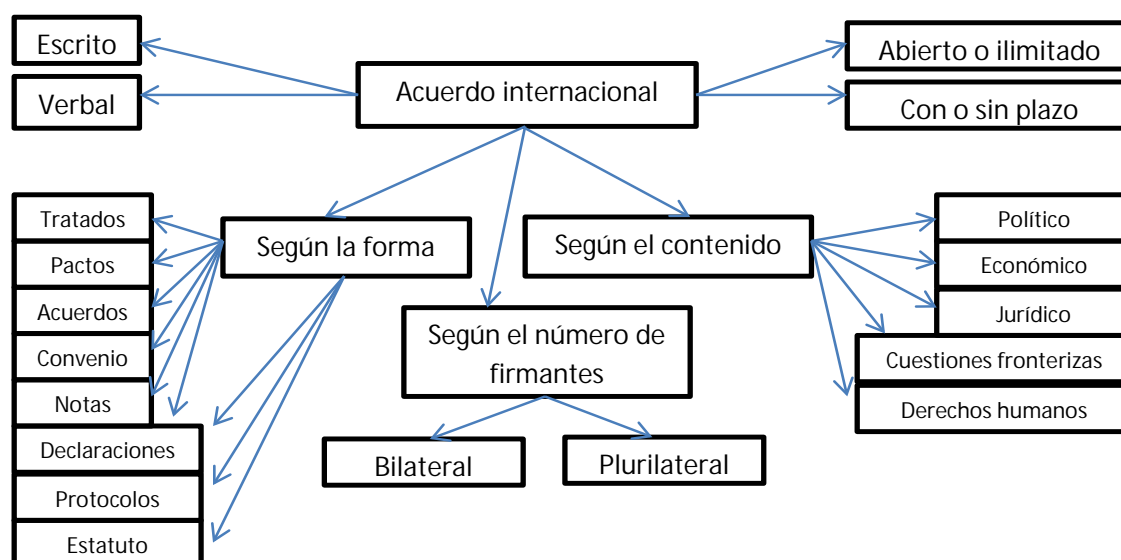 Escrito
Verbal
Acuerdo internacional
Abierto o ilimitado
Con o sin plazo
Tratados
Pactos
Acuerdos
Convenio
Notas
Declaraciones
Protocolos
Estatuto
Según la forma
Según el número de
firmantes
Bilateral
Plurilateral
Según el contenido
Político
Económico
Jurídico
Cuestiones fronterizas
Derechos humanos